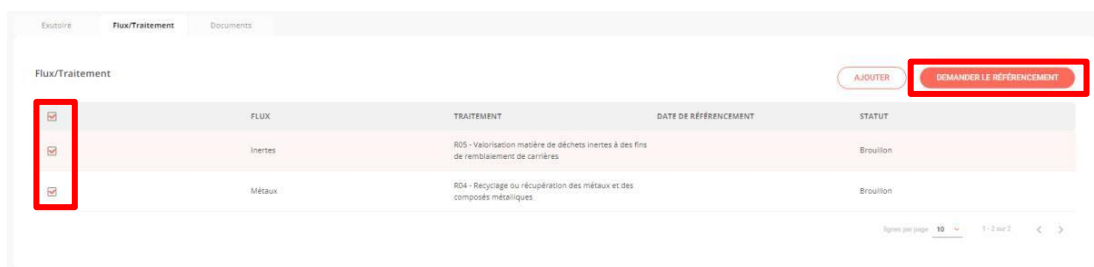 Exutoire Flux/Traitement Documents
Flux/Traitement AJOUTER DEMANDER LE RÉFÉRENCEMENT
FLUX TRAITEMENT DATE DE RÉFÉRENCEMENT STATUT
Inertes R05 - Valorisation matière de déchets inertes à des fins de remblaiement de carrières Brouillon
Métaux R04 - Recyclage ou récupération des métaux et des composés métalliques Brouillon
lignes par page 10 1-2 sur 2